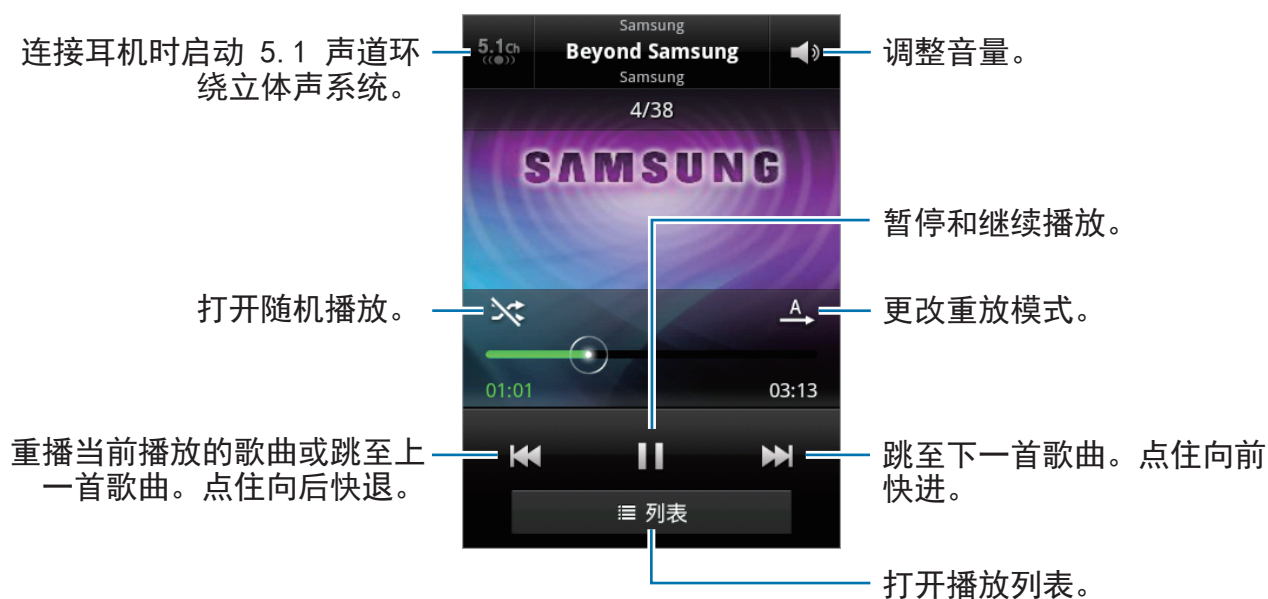 Samsung
连接耳机时启动 5.1 声道环
绕立体声系统。
5.1Ch
Beyond Samsung
调整音量。
Samsung
4/38
SAMSUNG
暂停和继续播放。
打开随机播放。
A
更改重放模式。
01:01
03:13
重播当前播放的歌曲或跳至上
一首歌曲。点住向后快退。
跳至下一首歌曲。点住向前
快进。
列表
打开播放列表。